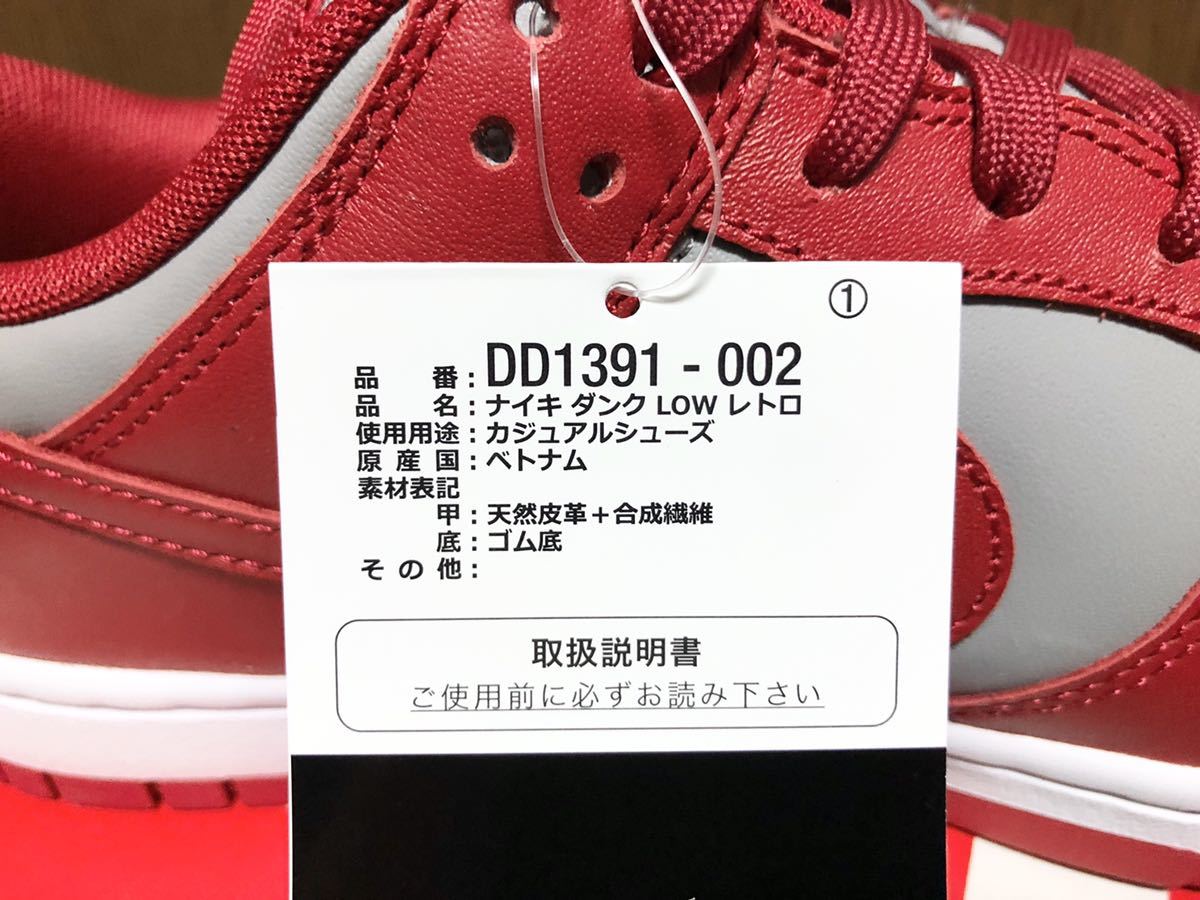 ①
品番：DD1391 - 002
品名：ナイキ ダンク LOW レトロ
使用用途：カジュアルシューズ
原産国：ベトナム
素材表記
甲：天然皮革＋合成繊維
底：ゴム底
その他：
取扱説明書
ご使用前に必ずお読み下さい